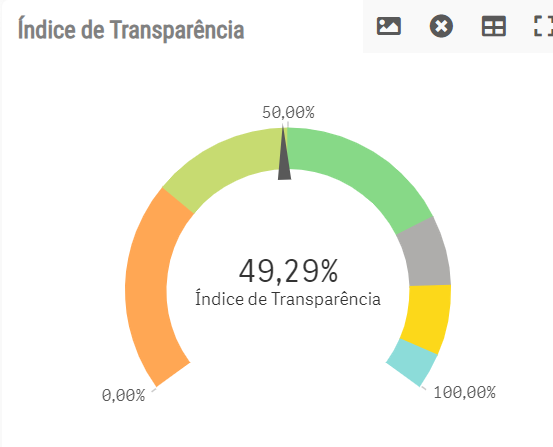 Índice de Transparência
50,00%
49,29%
Índice de Transparência
0,00%
100,00%